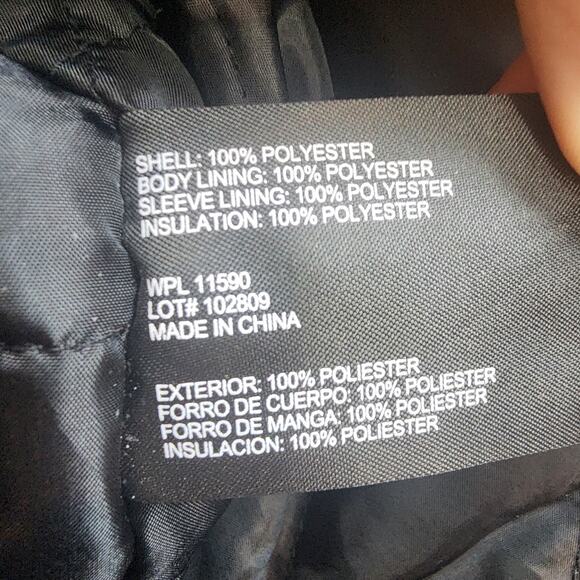 SHELL: 100% POLYESTER
BODY LINING: 100% POLYESTER
SLEEVE LINING: 100% POLYESTER
INSULATION: 100% POLYESTER
WPL 11590
LOT# 102809
MADE IN CHINA
EXTERIOR: 100% POLIESTER
FORRO DE CUERPO: 100% POLIESTER
FORRO DE MANGA: 100% POLIESTER
INSULACION: 100% POLIESTER